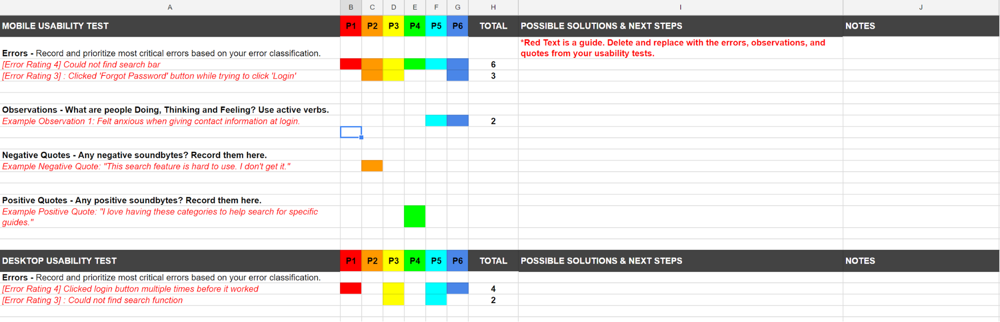 A B C D E F G H I J
MOBILE USABILITY TEST P1 P2 P3 P4 P5 P6 TOTAL POSSIBLE SOLUTIONS & NEXT STEPS NOTES
*Red Text is a guide. Delete and replace with the errors, observations, and
quotes from your usability tests.
Errors - Record and prioritize most critical errors based on your error classification.
[Error Rating 4] Could not find search bar 6
[Error Rating 3] : Clicked 'Forgot Password' button while trying to click 'Login' 3
Observations - What are people Doing, Thinking and Feeling? Use active verbs.
Example Observation 1: Felt anxious when giving contact information at login. 2
Negative Quotes - Any negative soundbytes? Record them here.
Example Negative Quote: "This search feature is hard to use. I don't get it."
Positive Quotes - Any positive soundbytes? Record them here.
Example Positive Quote: "I love having these categories to help search for specific
guides."
DESKTOP USABILITY TEST P1 P2 P3 P4 P5 P6 TOTAL POSSIBLE SOLUTIONS & NEXT STEPS NOTES
Errors - Record and prioritize most critical errors based on your error classification.
[Error Rating 4] Clicked login button multiple times before it worked 4
[Error Rating 3] : Could not find search function 2